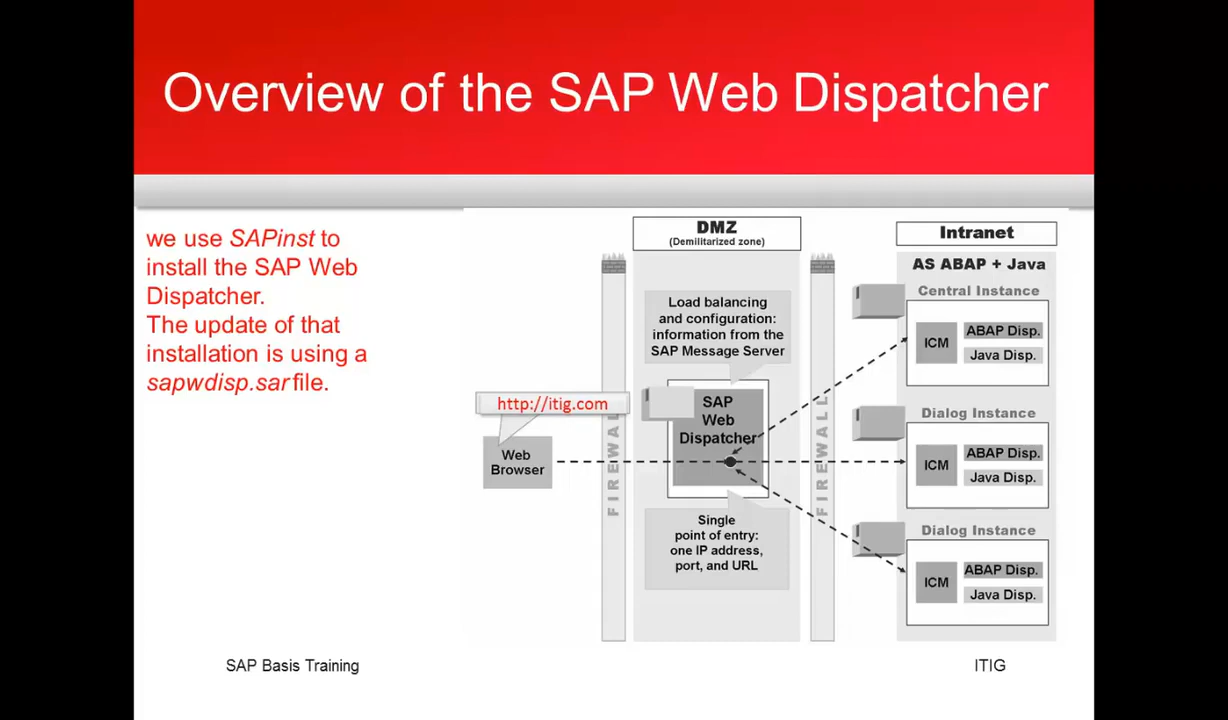 Overview of the SAP Web Dispatcher
we use SAPinst to
install the SAP Web
Dispatcher.
The update of that
installation is using a
sapwdisp.sar file.
DMZ
(Demilitarized zone)
Intranet
AS ABAP + Java
Load balancing
and configuration:
information from the
SAP Message Server
http://itig.com
Web
Browser
FIREWALL
SAP
Web
Dispatcher
FIREWALL
Single
point of entry:
one IP address,
port, and URL
Central Instance
ICM
ABAP Disp.
Java Disp.
Dialog Instance
ICM
ABAP Disp.
Java Disp.
Dialog Instance
ICM
ABAP Disp.
Java Disp.
SAP Basis Training
ITIG